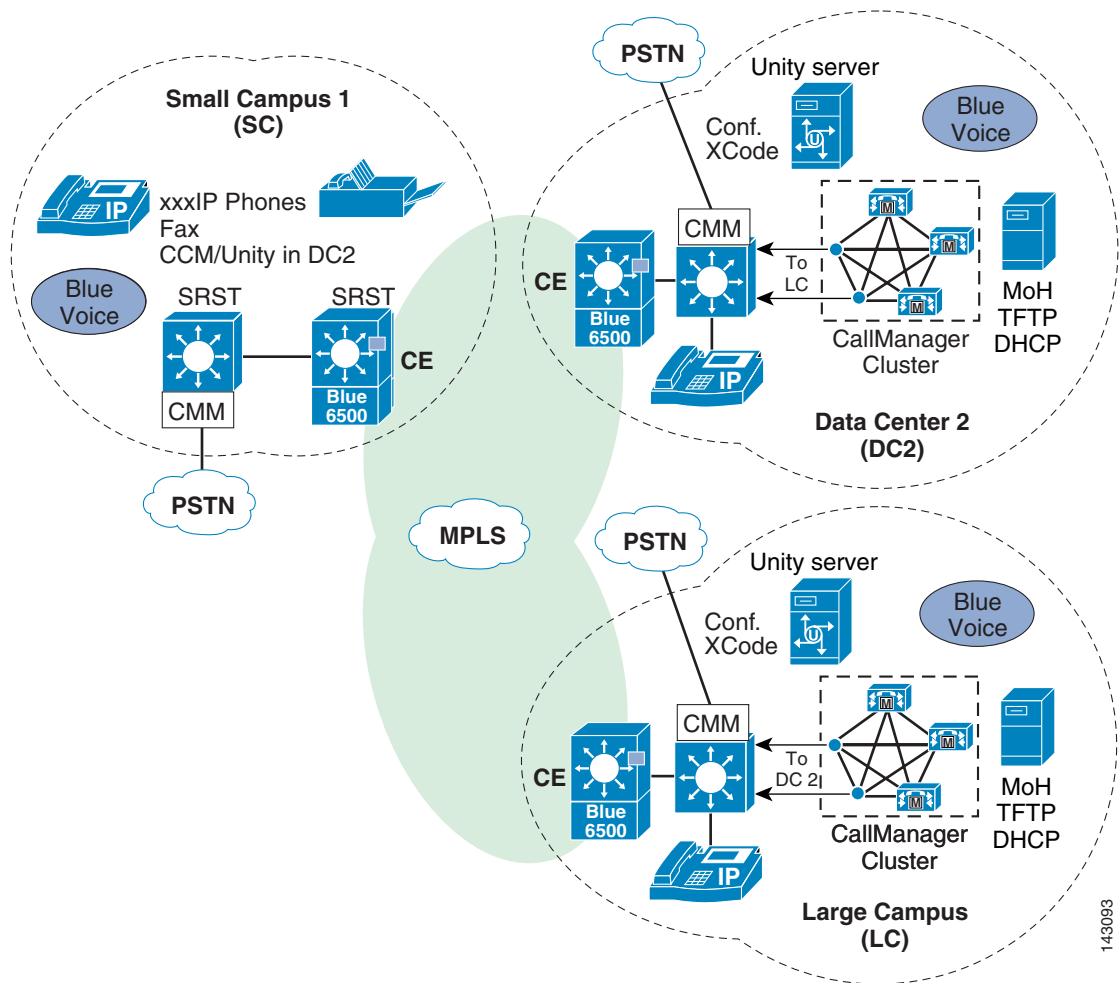 Small Campus 1
(SC)
IP
xxxIP Phones
Fax
CCM/Unity in DC2
Blue
Voice
SRST
SRST
CE
Blue
6500
CMM
PSTN
PSTN
Unity server
Blue
Voice
Conf.
XCode
U
CMM
CE
Blue
6500
To
LC
M
M
M
MoH
TFTP
DHCP
CallManager
Cluster
IP
Data Center 2
(DC2)
MPLS
PSTN
Unity server
Blue
Voice
Conf.
XCode
U
CMM
CE
Blue
6500
To
DC 2
M
M
M
MoH
TFTP
DHCP
CallManager
Cluster
IP
Large Campus
(LC)
143093